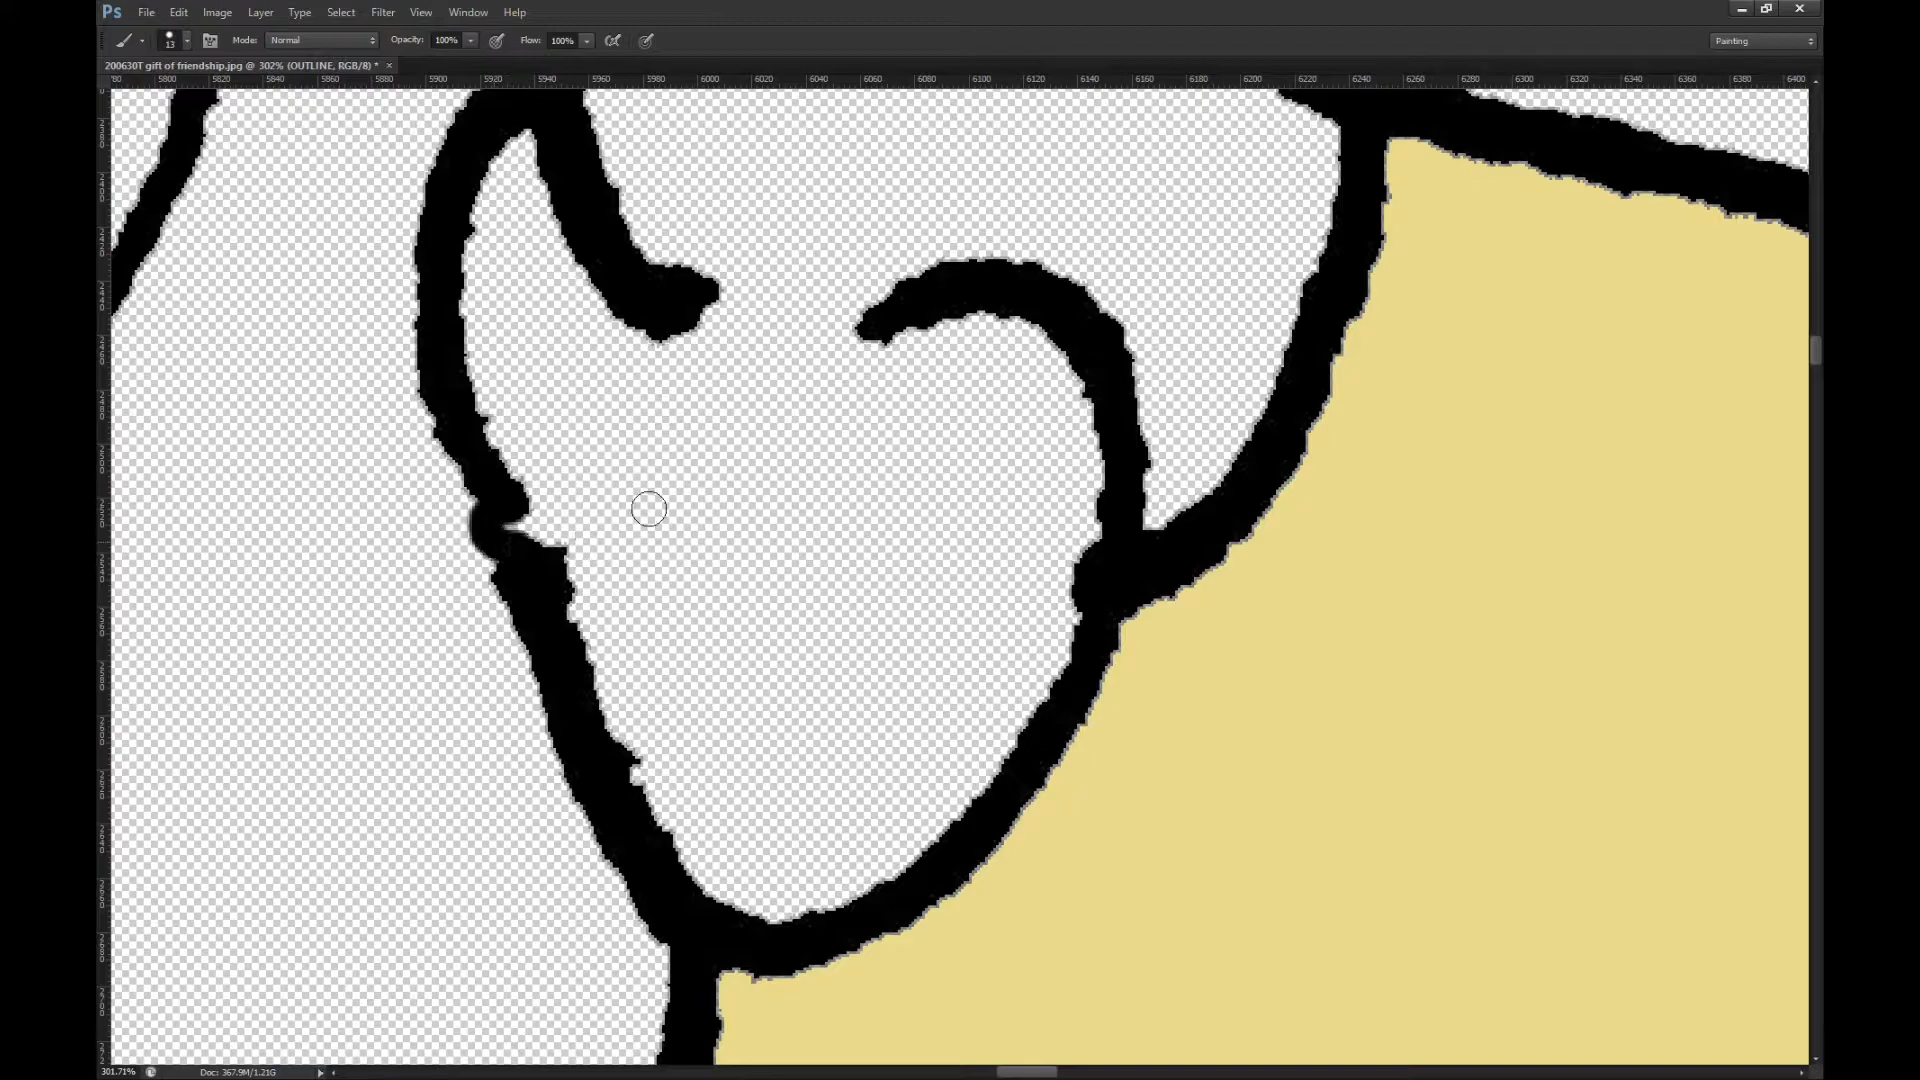 Ps File Edit Image Layer Type Select Filter View Window Help
13 Mode: Normal Opacity: 100% Flow: 100% Painting
200630T gift of friendship.jpg @ 302% (OUTLINE, RGB/8) * ×
80 5800 5820 5840 5860 5880 5900 5920 5940 5960 5980 6000 6020 6040 6060 6080 6100 6120 6140 6160 6180 6200 6220 6240 6260 6280 6300 6320 6340 6360 6380 6400
301.71% Doc: 367.9M/1.21G